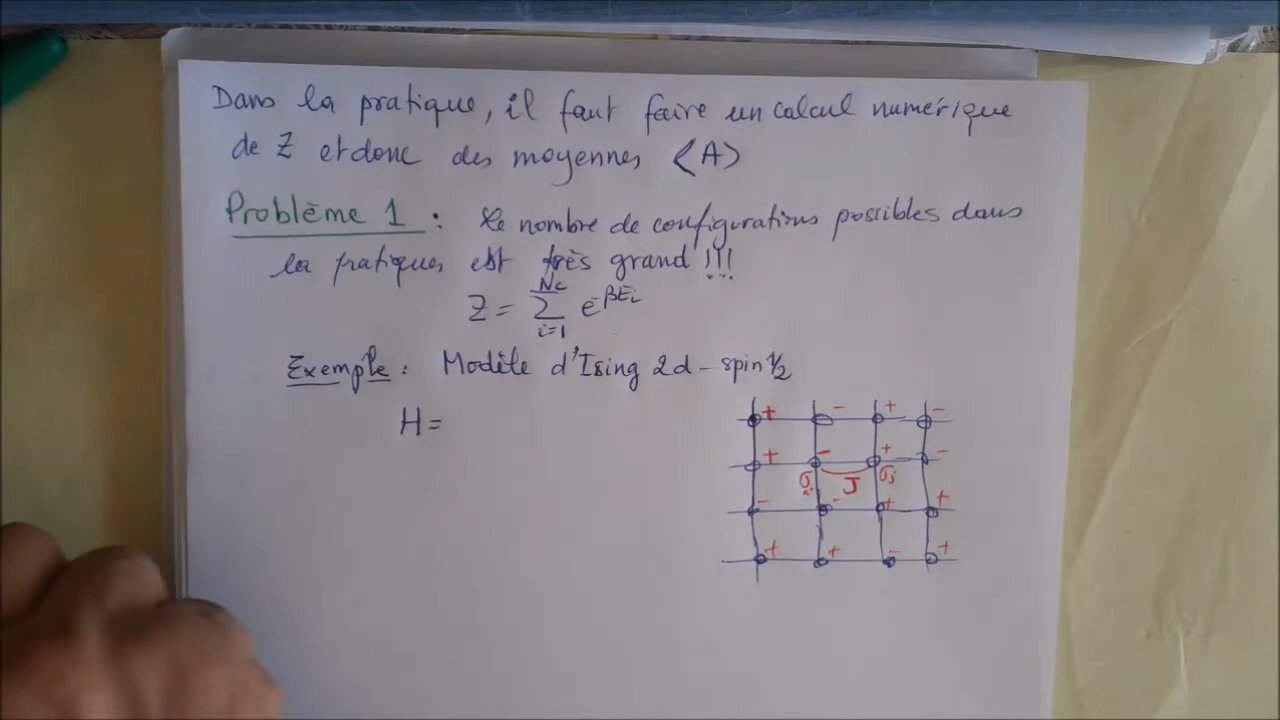 Dans la pratique, il faut faire un calcul numérique
de Z et donc des moyennes <A>
Problème 1 : Le nombre de configurations possibles dans
la pratiques est très grand !!!
Z = Σ_{i=1}^{Nc} e^{-βEi}
Exemple : Modèle d'Ising 2d - spin 1/2
H =
+ - + -
+ - + -
σi J σj
- - + +
+ + - +